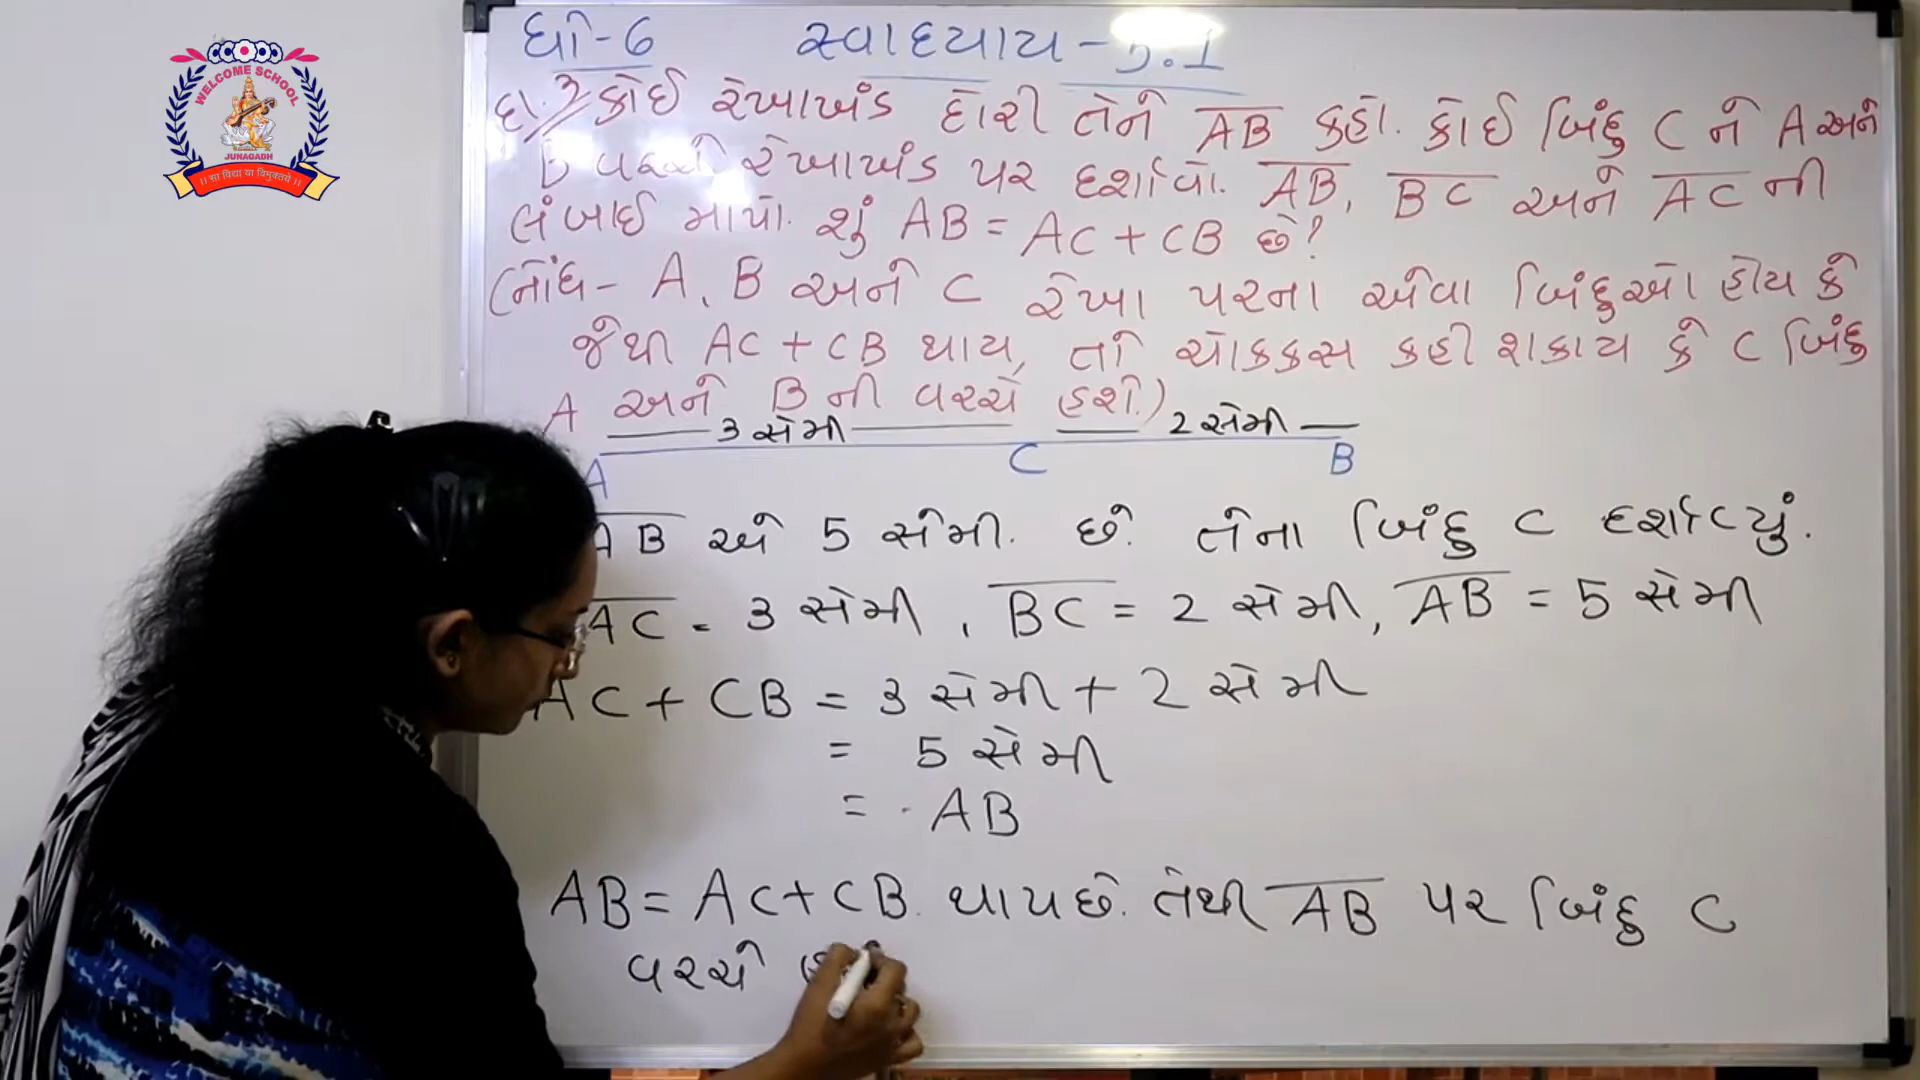 WELCOME SCHOOL
JUNAGADH
।। सा विद्या या विमुक्तये ।।
ધો-6 સ્વાધ્યાય-5.1
દા.3 કોઈ રેખાખંડ દોરી તેને AB કહો. કોઈ બિંદુ C ને A અને
B વચ્ચે રેખાખંડ પર દર્શાવો. AB, BC અને AC ની
લંબાઈ માપો. શું AB = AC + CB છે?
(નોંધ- A, B અને C રેખા પરના એવા બિંદુઓ હોય કે
જેથી AC + CB થાય, તો ચોક્કસ કહી શકાય કે C બિંદુ
A અને B ની વચ્ચે હશે.)
3 સેમી 2 સેમી
A C B
AB એ 5 સેમી. છે. તેના બિંદુ C દર્શાવ્યું.
AC = 3 સેમી, BC = 2 સેમી, AB = 5 સેમી
AC + CB = 3 સેમી + 2 સેમી
= 5 સેમી
= AB
AB = AC + CB થાય છે. તેથી AB પર બિંદુ C
વચ્ચે